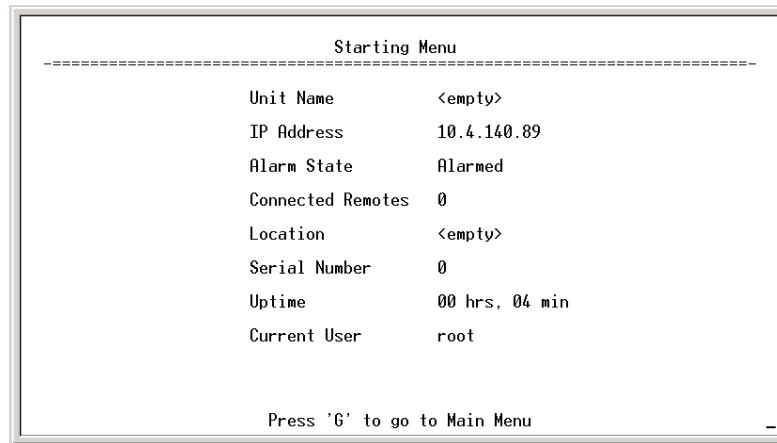 Starting Menu
-==========================================================================-
Unit Name <empty>
IP Address 10.4.140.89
Alarm State Alarmed
Connected Remotes 0
Location <empty>
Serial Number 0
Uptime 00 hrs, 04 min
Current User root
Press 'G' to go to Main Menu